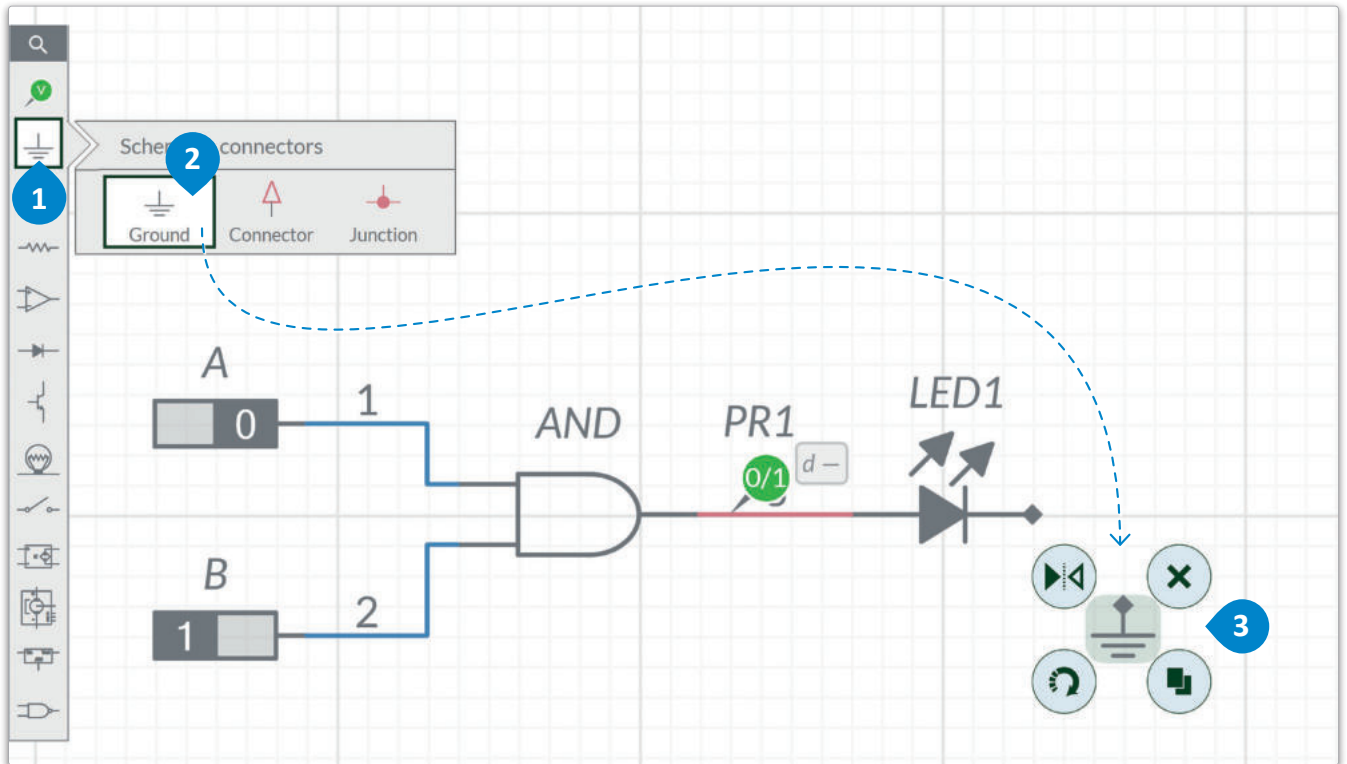 V
Sche connectors
2
1
Ground Connector Junction
A
0
1
AND
PR1
0/1
d –
LED1
B
1
2
3